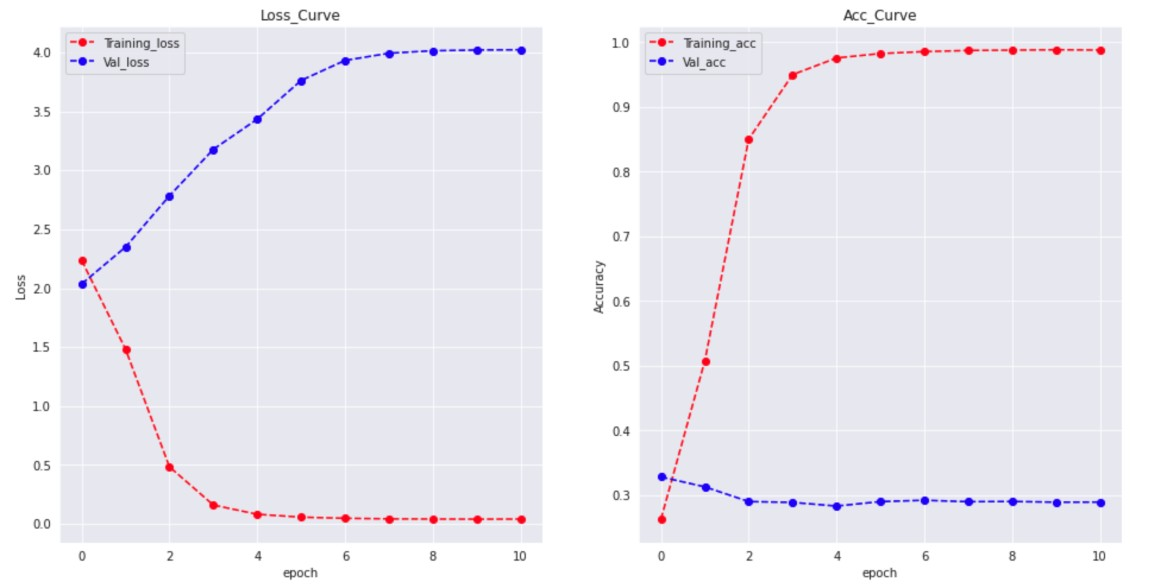 Loss_Curve
Training_loss
Val_loss
4.0
3.5
3.0
2.5
2.0
1.5
1.0
0.5
0.0
Loss
0 2 4 6 8 10
epoch
Acc_Curve
Training_acc
Val_acc
1.0
0.9
0.8
0.7
0.6
0.5
0.4
0.3
Accuracy
0 2 4 6 8 10
epoch